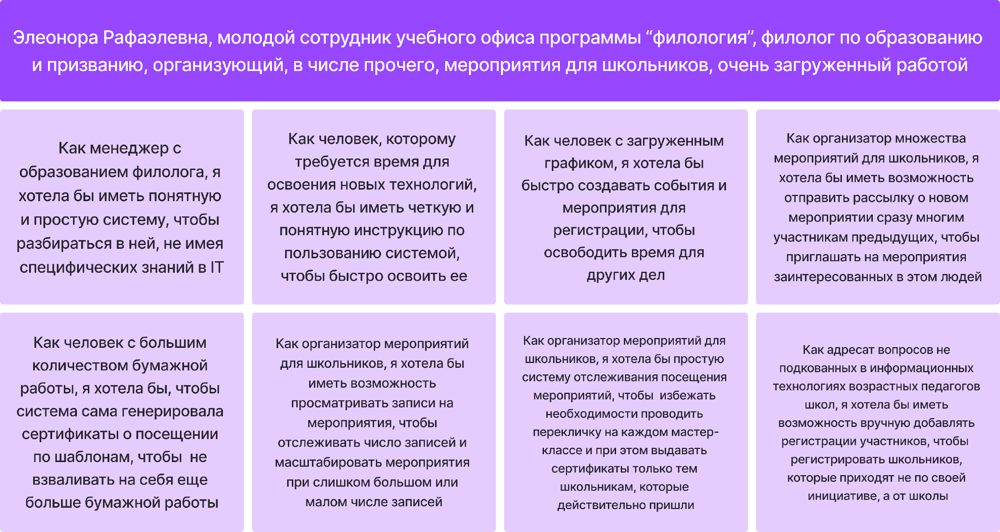 Элеонора Рафаэлевна, молодой сотрудник учебного офиса программы “филология”, филолог по образованию
и призванию, организующий, в числе прочего, мероприятия для школьников, очень загруженный работой
Как менеджер с
образованием филолога, я
хотела бы иметь понятную
и простую систему, чтобы
разбираться в ней, не имея
специфических знаний в IT
Как человек, которому
требуется время для
освоения новых технологий,
я хотела бы иметь четкую и
понятную инструкцию по
пользованию системой,
чтобы быстро освоить ее
Как человек с загруженным
графиком, я хотела бы
быстро создавать события и
мероприятия для
регистрации, чтобы
освободить время для
других дел
Как организатор множества
мероприятий для школьников, я
хотела бы иметь возможность
отправить рассылку о новом
мероприятии сразу многим
участникам предыдущих, чтобы
приглашать на мероприятия
заинтересованных в этом людей
Как человек с большим
количеством бумажной
работы, я хотела бы, чтобы
система сама генерировала
сертификаты о посещении
по шаблонам, чтобы  не
взваливать на себя еще
больше бумажной работы
Как организатор мероприятий
для школьников, я хотела бы
иметь возможность
просматривать записи на
мероприятия, чтобы
отслеживать число записей и
масштабировать мероприятия
при слишком большом или
малом числе записей
Как организатор мероприятий для
школьников, я хотела бы простую
систему отслеживания посещения
мероприятий, чтобы  избежать
необходимости проводить
перекличку на каждом мастер-
классе и при этом выдавать
сертификаты только тем
школьникам, которые
действительно пришли
Как адресат вопросов не
подкованных в информационных
технологиях возрастных педагогов
школ, я хотела бы иметь
возможность вручную добавлять
регистрации участников, чтобы
регистрировать школьников,
которые приходят не по своей
инициативе, а от школы